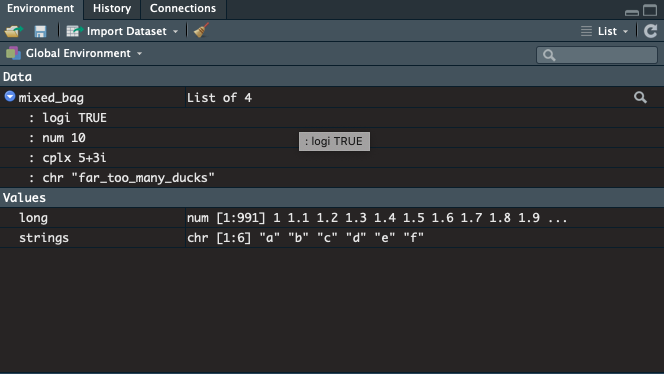 Environment History Connections
Import Dataset List
Global Environment
Data
mixed_bag List of 4
: logi TRUE
: num 10
: logi TRUE
: cplx 5+3i
: chr "far_too_many_ducks"
Values
long num [1:991] 1 1.1 1.2 1.3 1.4 1.5 1.6 1.7 1.8 1.9 ...
strings chr [1:6] "a" "b" "c" "d" "e" "f"